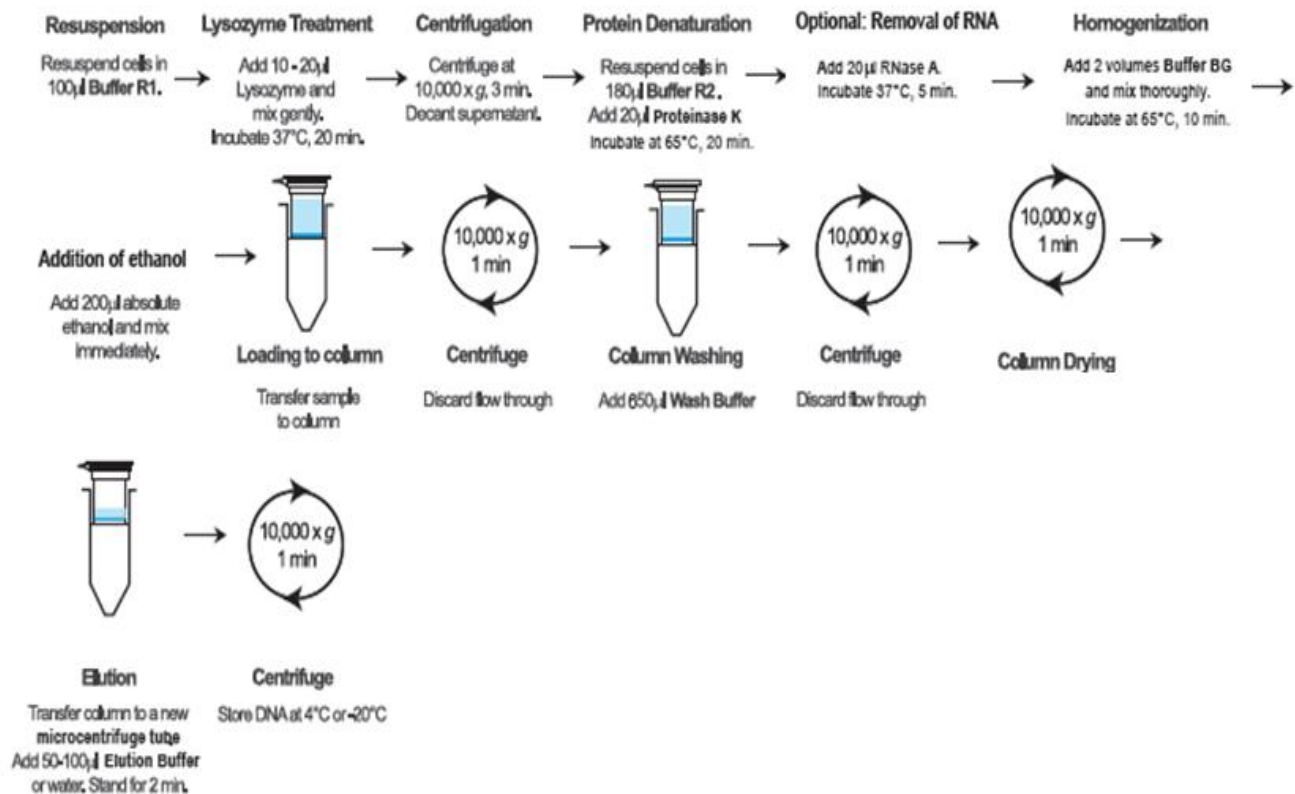 Resuspension
Resuspend cells in
100µl Buffer R1.
Lysozyme Treatment
Add 10 - 20µl
Lysozyme and
mix gently.
Incubate 37°C, 20 min.
Centrifugation
Centrifuge at
10,000 x g, 3 min.
Decant supernatant.
Protein Denaturation
Resuspend cells in
180µl Buffer R2.
Add 20µl Proteinase K
Incubate at 65°C, 20 min.
Optional: Removal of RNA
Add 20µl RNase A.
Incubate 37°C, 5 min.
Homogenization
Add 2 volumes Buffer BG
and mix thoroughly.
Incubate at 65°C, 10 min.
Addition of ethanol
Add 200µl absolute
ethanol and mix
immediately.
Loading to column
Transfer sample
to column
10,000 x g
1 min
Centrifuge
Discard flow through
Column Washing
Add 650µl Wash Buffer
10,000 x g
1 min
Centrifuge
Discard flow through
10,000 x g
1 min
Column Drying
Elution
Transfer column to a new
microcentrifuge tube
Add 50-100µl Elution Buffer
or water. Stand for 2 min.
10,000 x g
1 min
Centrifuge
Store DNA at 4°C or -20°C